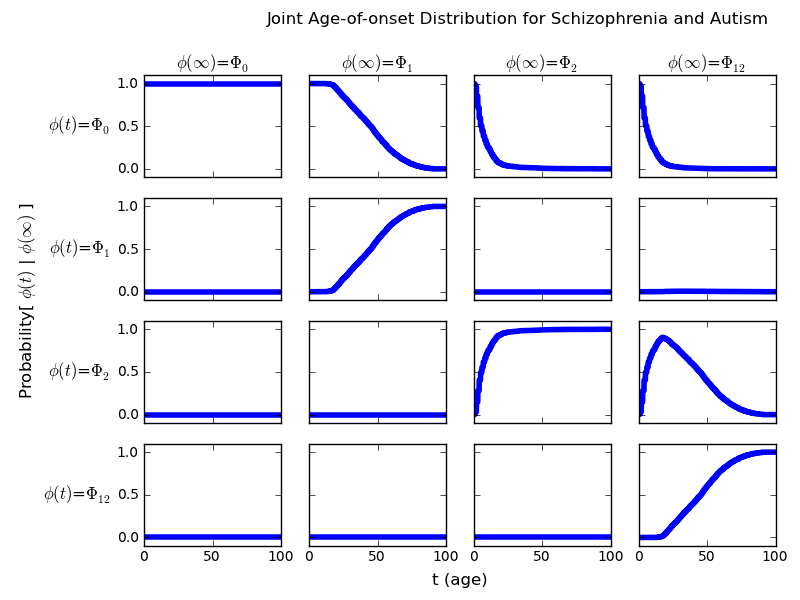 Joint Age-of-onset Distribution for Schizophrenia and Autism
ϕ(∞)=Φ₀ ϕ(∞)=Φ₁ ϕ(∞)=Φ₂ ϕ(∞)=Φ₁₂
ϕ(t)=Φ₀
1.0
0.5
0.0
ϕ(t)=Φ₁
1.0
0.5
0.0
ϕ(t)=Φ₂
1.0
0.5
0.0
ϕ(t)=Φ₁₂
1.0
0.5
0.0
Probability[ ϕ(t) | ϕ(∞) ]
0 50 100 0 50 100 0 50 100 0 50 100
t (age)